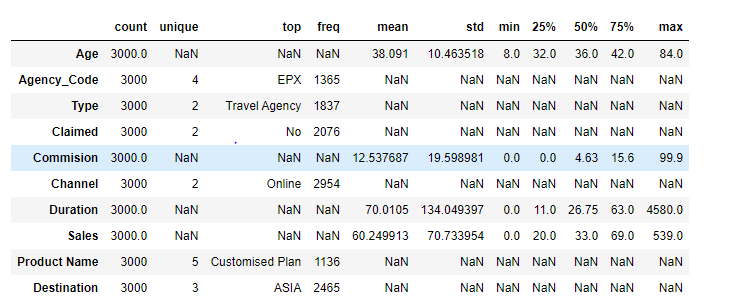 count unique top freq mean std min 25% 50% 75% max
Age 3000.0 NaN NaN NaN 38.091 10.463518 8.0 32.0 36.0 42.0 84.0
Agency_Code 3000 4 EPX 1365 NaN NaN NaN NaN NaN NaN NaN
Type 3000 2 Travel Agency 1837 NaN NaN NaN NaN NaN NaN NaN
Claimed 3000 2 No 2076 NaN NaN NaN NaN NaN NaN NaN
Commision 3000.0 NaN NaN NaN 12.537687 19.598981 0.0 0.0 4.63 15.6 99.9
Channel 3000 2 Online 2954 NaN NaN NaN NaN NaN NaN NaN
Duration 3000.0 NaN NaN NaN 70.0105 134.049397 0.0 11.0 26.75 63.0 4580.0
Sales 3000.0 NaN NaN NaN 60.249913 70.733954 0.0 20.0 33.0 69.0 539.0
Product Name 3000 5 Customised Plan 1136 NaN NaN NaN NaN NaN NaN NaN
Destination 3000 3 ASIA 2465 NaN NaN NaN NaN NaN NaN NaN